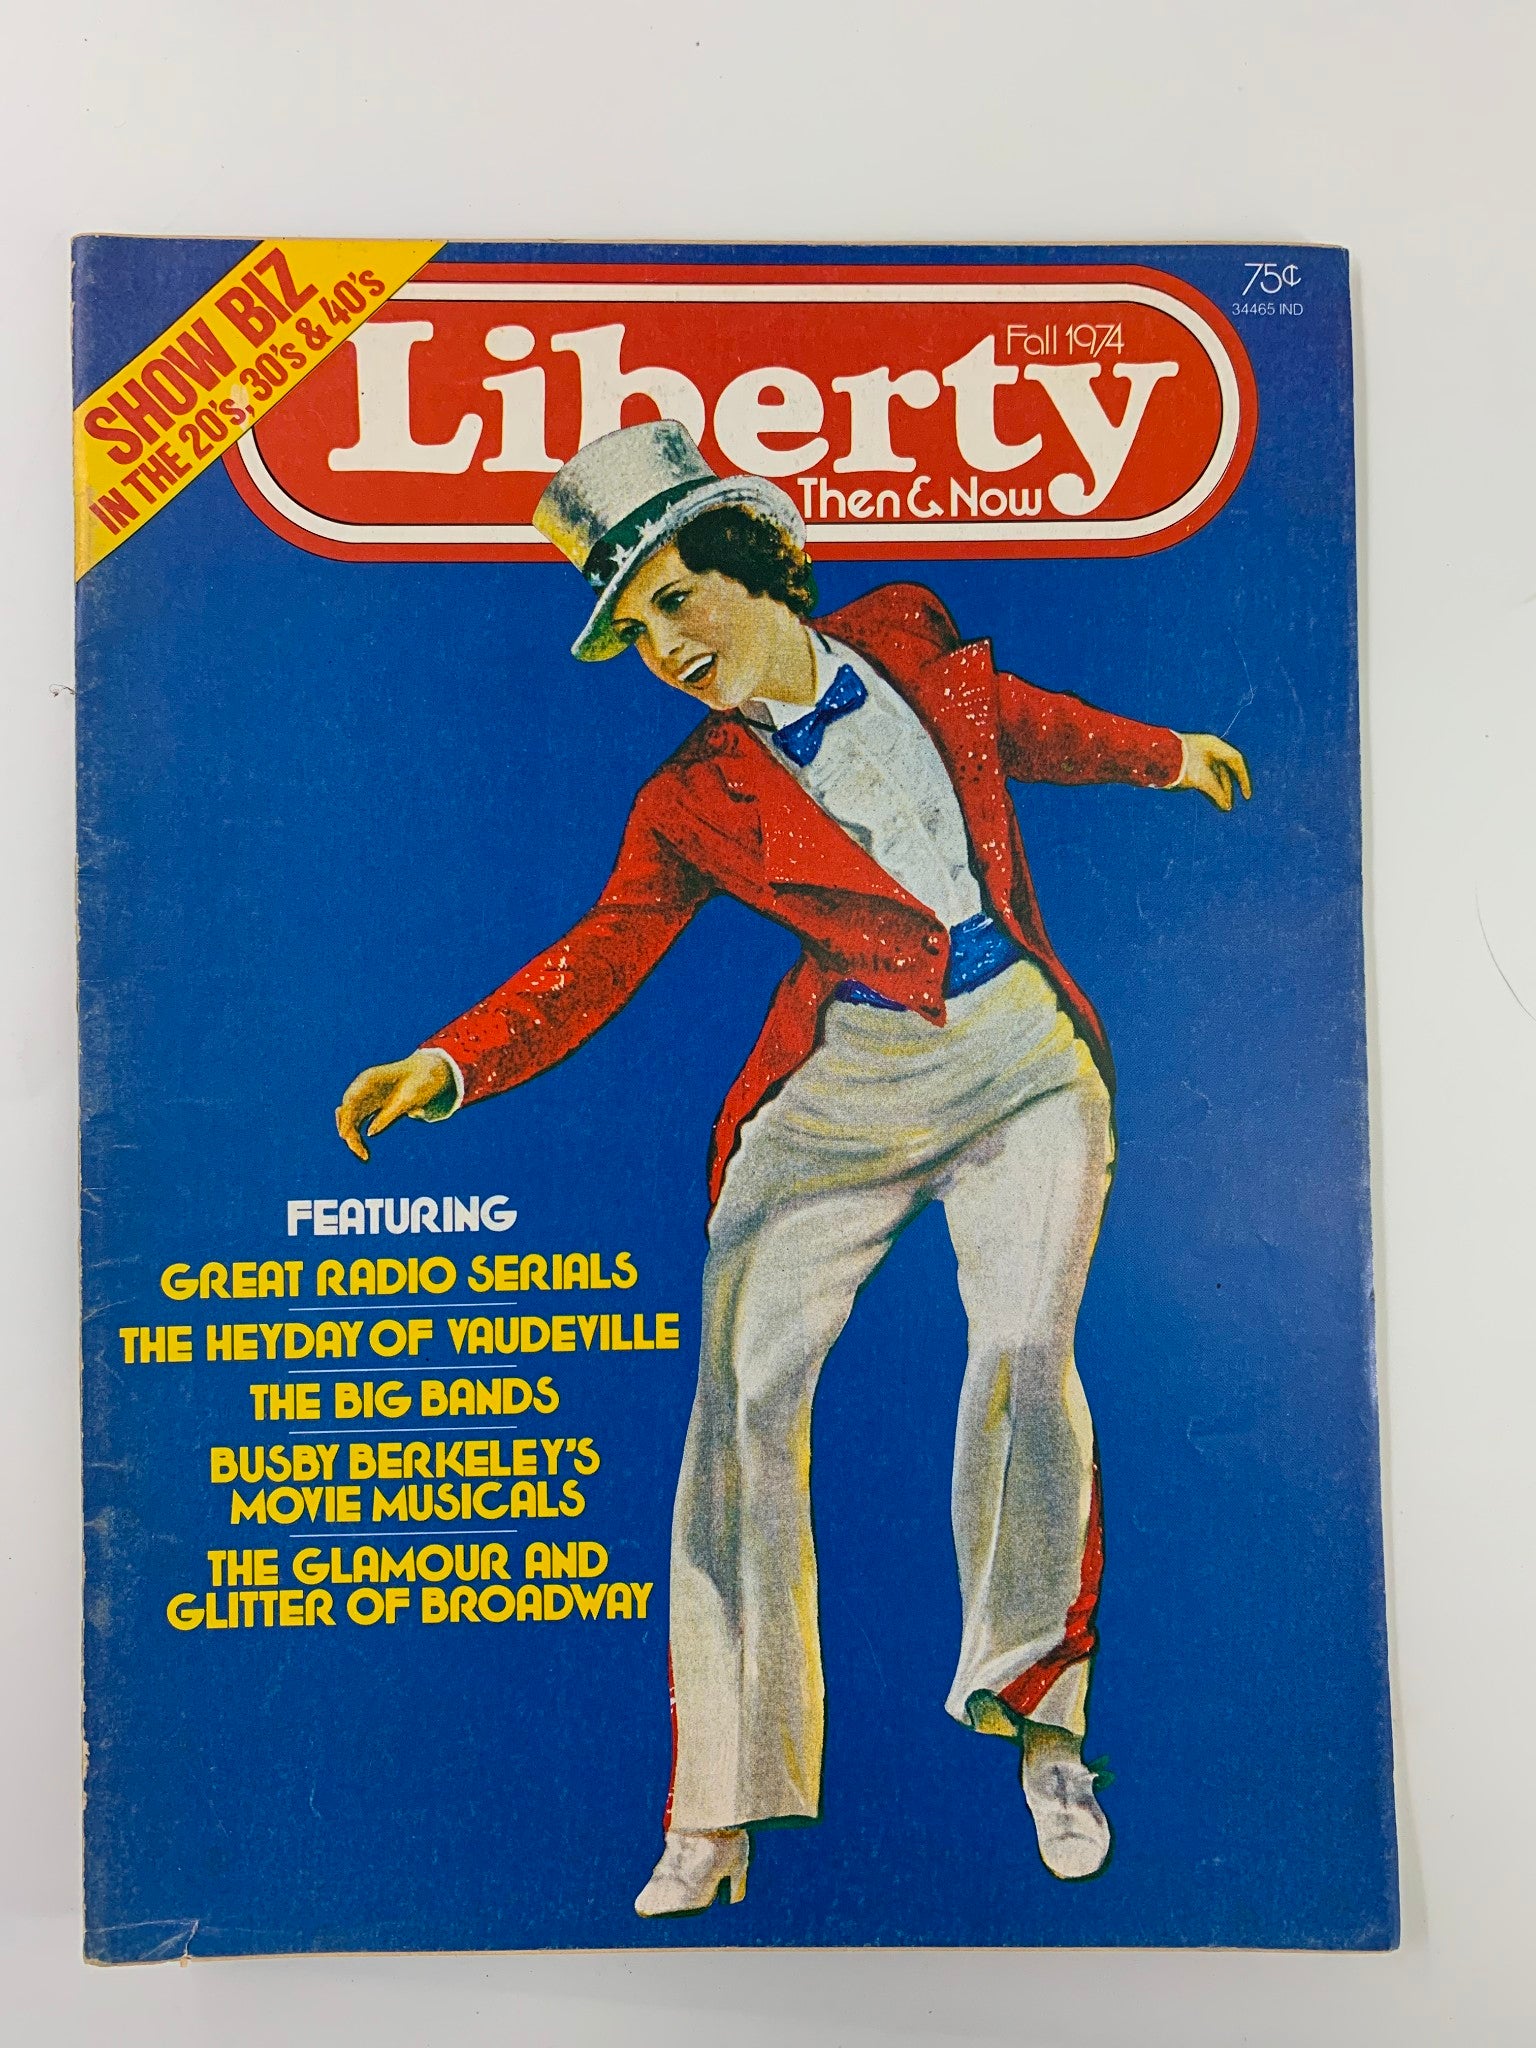 SHOW BIZ
IN THE 20's, 30's & 40's
75¢
34465 IND
Fall 1974
Liberty
Then & Now
FEATURING
GREAT RADIO SERIALS
THE HEYDAY OF VAUDEVILLE
THE BIG BANDS
BUSBY BERKELEY'S
MOVIE MUSICALS
THE GLAMOUR AND
GLITTER OF BROADWAY